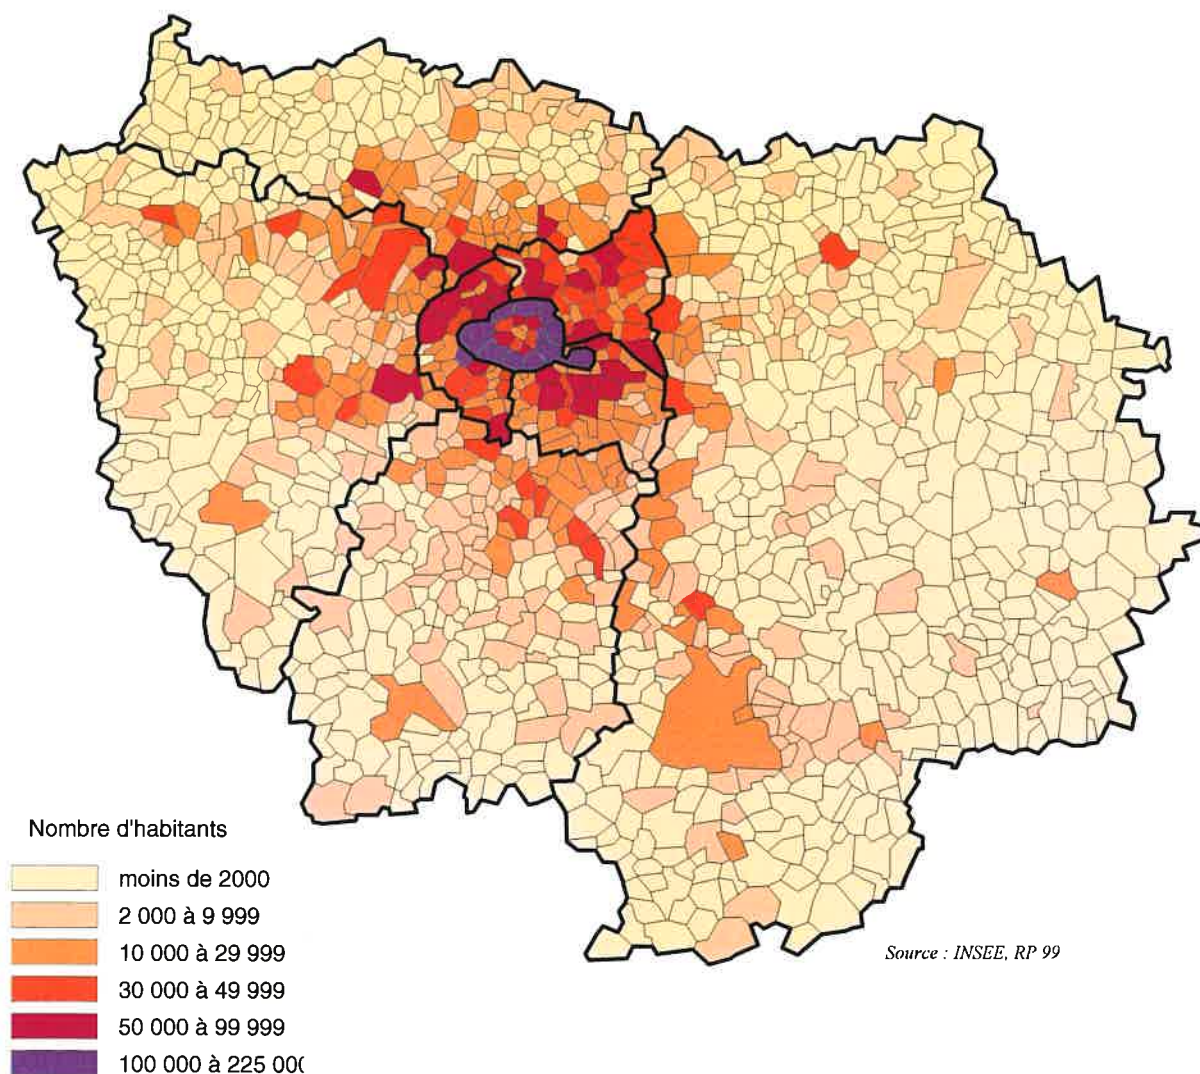 Nombre d'habitants
moins de 2000
2 000 à 9 999
10 000 à 29 999
30 000 à 49 999
50 000 à 99 999
100 000 à 225 00(
Source : INSEE, RP 99